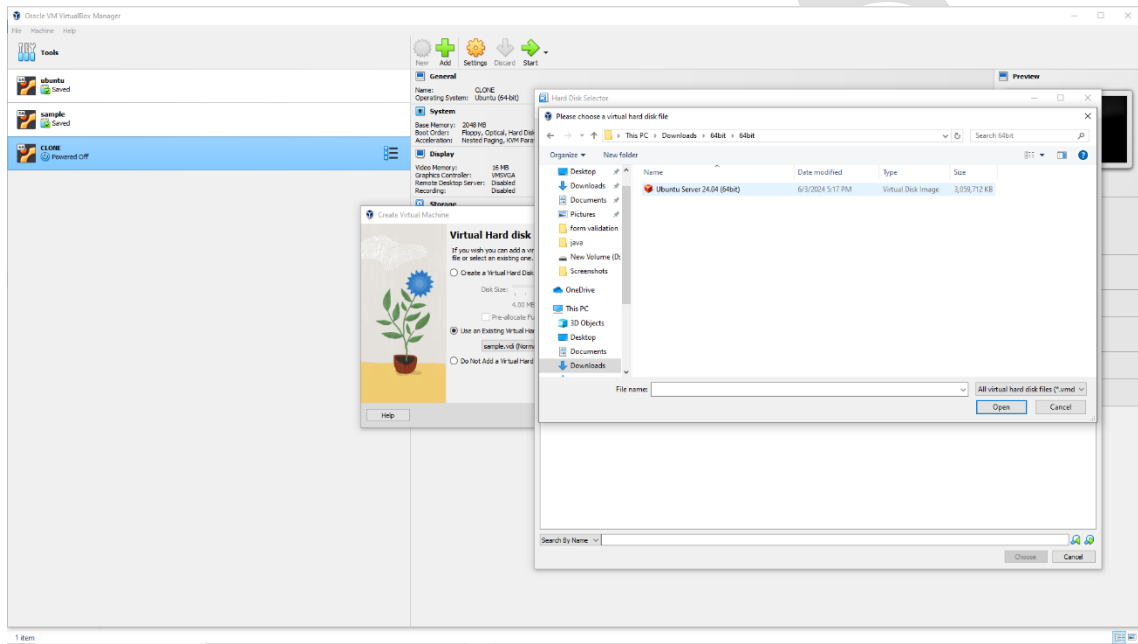 Oracle VM VirtualBox Manager
File Machine Help
Tools
ubuntu
Saved
sample
Saved
CLONE
Powered Off
New Add Settings Discard Start
General
Name: CLONE
Operating System: Ubuntu (64-bit)
System
Base Memory: 2048 MB
Boot Order: Floppy, Optical, Hard Disk
Acceleration: Nested Paging, KVM Para
Display
Video Memory: 16 MB
Graphics Controller: VMSVGA
Remote Desktop Server: Disabled
Recording: Disabled
Storage
Preview
Create Virtual Machine
Virtual Hard disk
If you wish you can add a vir
file or select an existing one.
Create a Virtual Hard Disk
Disk Size:
4.00 MB
Pre-allocate Fu
Use an Existing Virtual Har
sample.vdi (Norm
Do Not Add a Virtual Hard
Help
Hard Disk Selector
Please choose a virtual hard disk file
This PC > Downloads > 64bit > 64bit
Search 64bit
Organize New folder
Name Date modified Type Size
Ubuntu Server 24.04 (64bit) 6/3/2024 5:17 PM Virtual Disk Image 3,059,712 KB
Desktop
Downloads
Documents
Pictures
form validation
java
New Volume (D:
Screenshots
OneDrive
This PC
3D Objects
Desktop
Documents
Downloads
File name:
All virtual hard disk files (*.vmd
Open Cancel
Search By Name
Choose Cancel
1 item